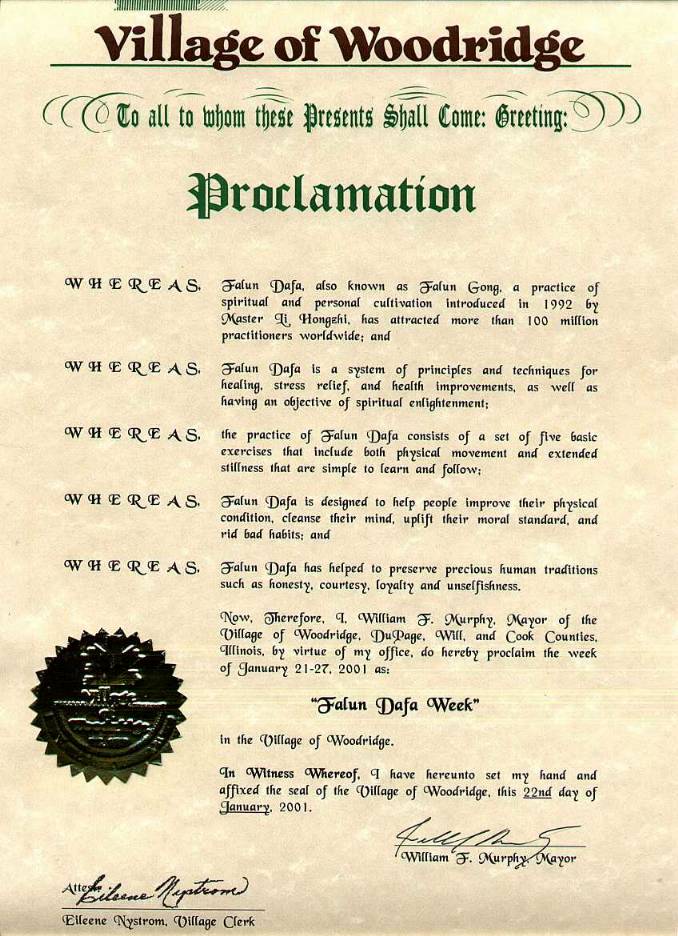 Village of Woodridge
To all to whom these Presents Shall Come: Greeting:
Proclamation
WHEREAS, Falun Dafa, also known as Falun Gong, a practice of
spiritual and personal cultivation introduced in 1992 by
Master Li Hongzhi, has attracted more than 100 million
practitioners worldwide; and
WHEREAS, Falun Dafa is a system of principles and techniques for
healing, stress relief, and health improvements, as well as
having an objective of spiritual enlightenment;
WHEREAS, the practice of Falun Dafa consists of a set of five basic
exercises that include both physical movement and extended
stillness that are simple to learn and follow;
WHEREAS, Falun Dafa is designed to help people improve their physical
condition, cleanse their mind, uplift their moral standard, and
rid bad habits; and
WHEREAS, Falun Dafa has helped to preserve precious human traditions
such as honesty, courtesy, loyalty and unselfishness.
Now, Therefore, I, William F. Murphy, Mayor of the
Village of Woodridge, DuPage, Will, and Cook Counties,
Illinois, by virtue of my office, do hereby proclaim the week
of January 21-27, 2001 as:
"Falun Dafa Week"
in the Village of Woodridge.
In Witness Whereof, I have hereunto set my hand and
affixed the seal of the Village of Woodridge, this 22nd day of
January, 2001.
William F. Murphy, Mayor
Attest:
Eileene Nystrom
Eileene Nystrom, Village Clerk